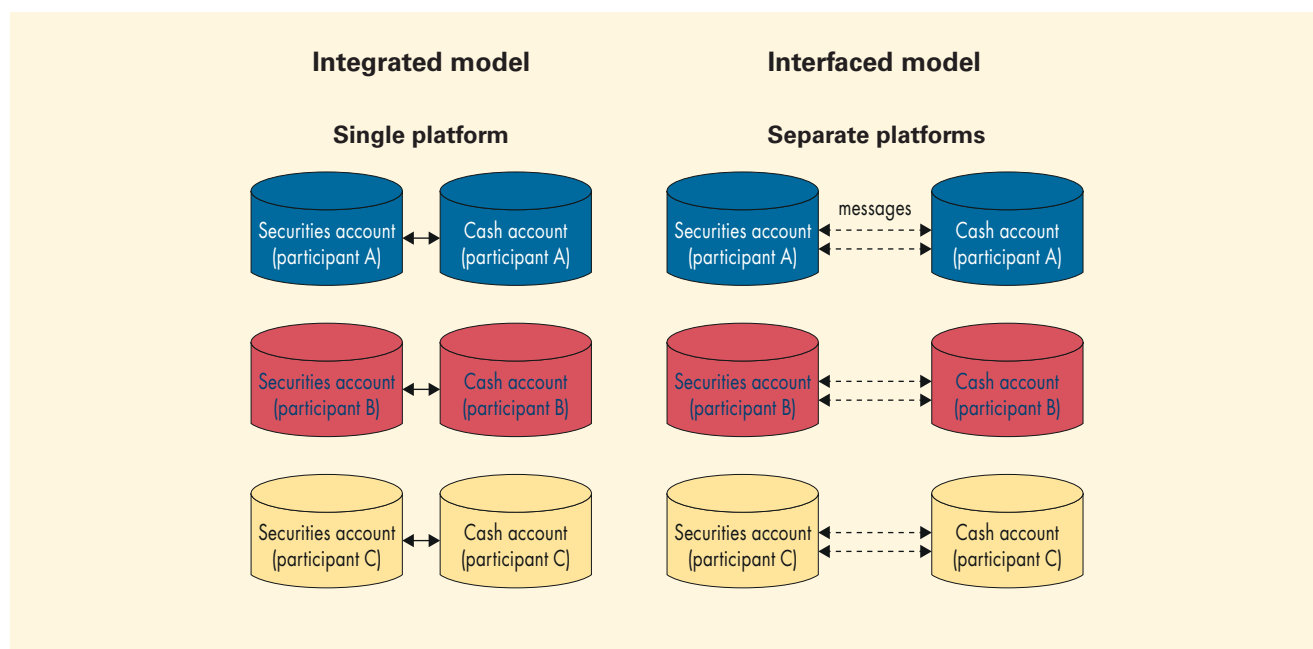 Integrated model
Interfaced model
Single platform
Separate platforms
Securities account
(participant A)
Cash account
(participant A)
messages
Securities account
(participant A)
Cash account
(participant A)
Securities account
(participant B)
Cash account
(participant B)
Securities account
(participant B)
Cash account
(participant B)
Securities account
(participant C)
Cash account
(participant C)
Securities account
(participant C)
Cash account
(participant C)